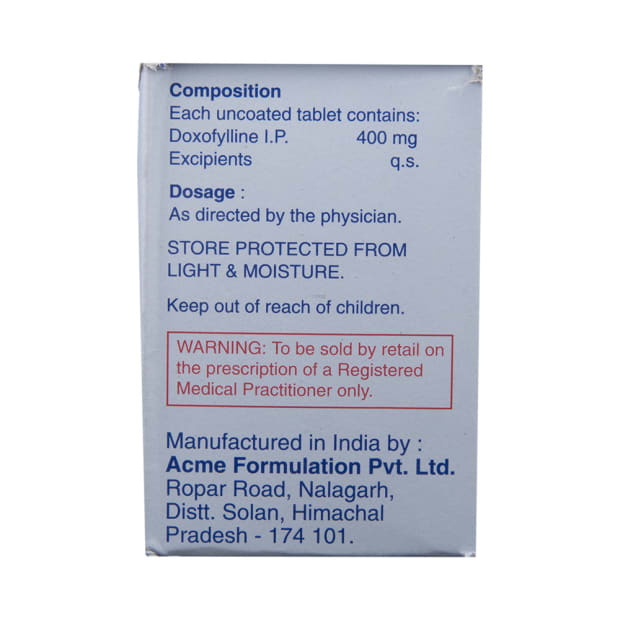 Composition
Each uncoated tablet contains:
Doxofylline I.P. 400 mg
Excipients q.s.
Dosage :
As directed by the physician.
STORE PROTECTED FROM
LIGHT & MOISTURE.
Keep out of reach of children.
WARNING: To be sold by retail on
the prescription of a Registered
Medical Practitioner only.
Manufactured in India by :
Acme Formulation Pvt. Ltd.
Ropar Road, Nalagarh,
Distt. Solan, Himachal
Pradesh - 174 101.